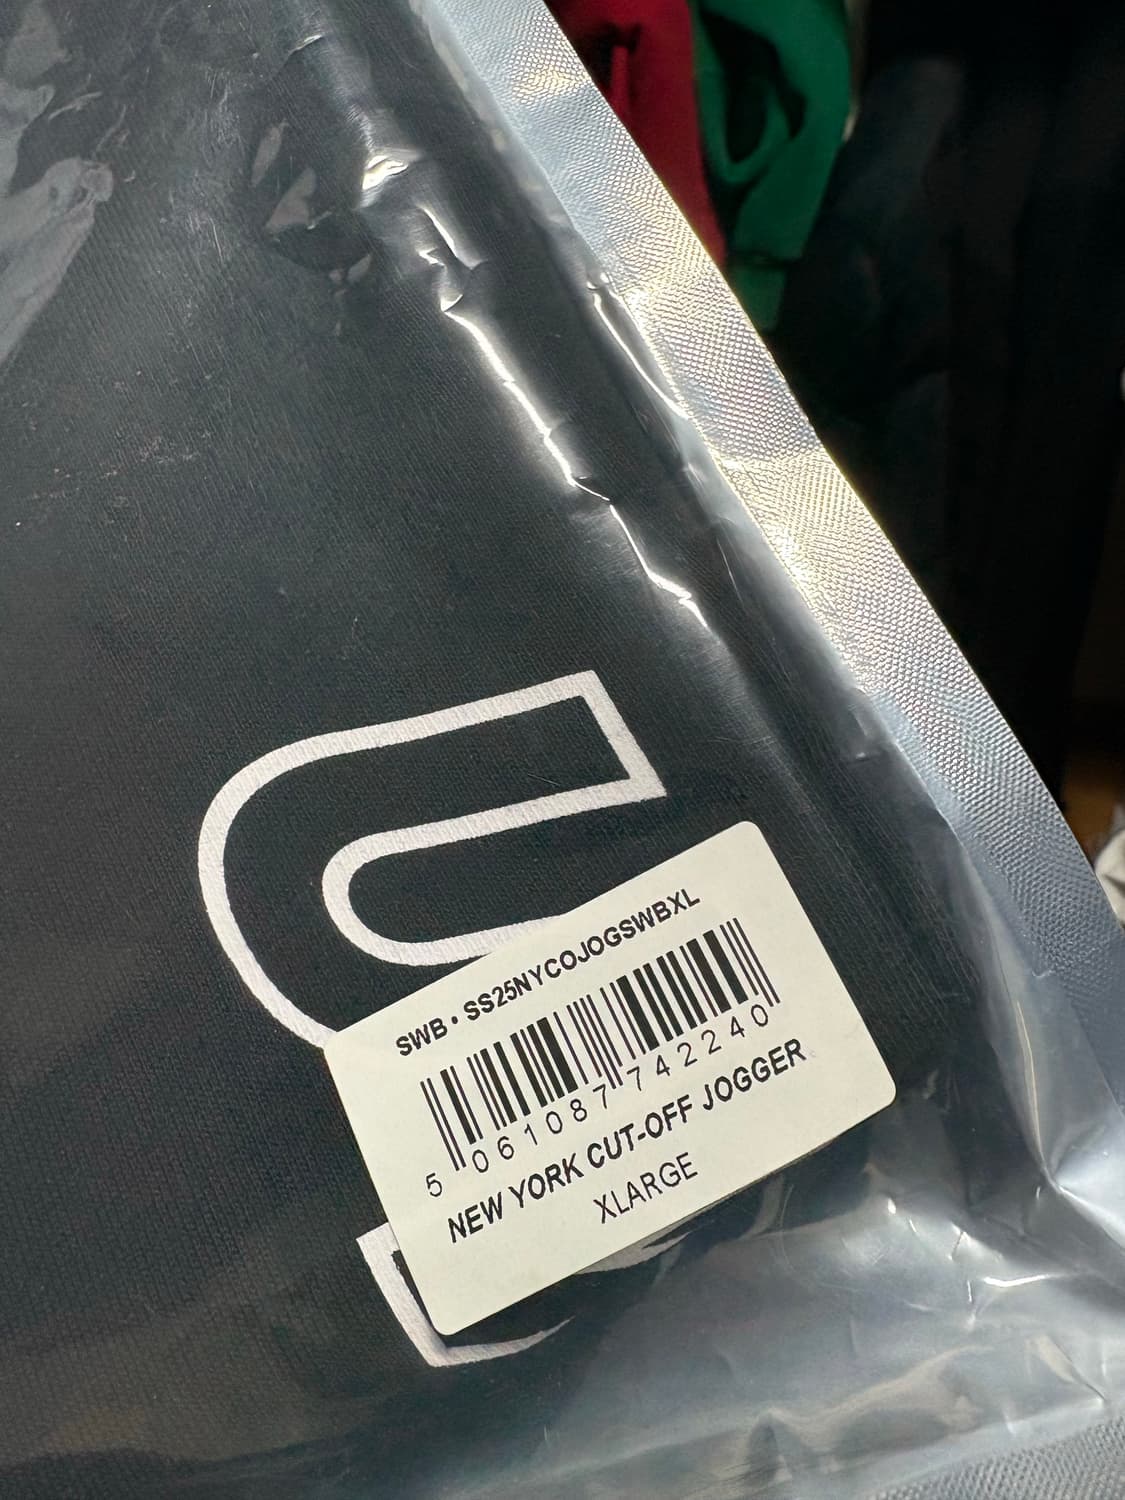 SWB • SS25NYCOJOGSWBXL
5 061087 742240
NEW YORK CUT-OFF JOGGER
XLARGE